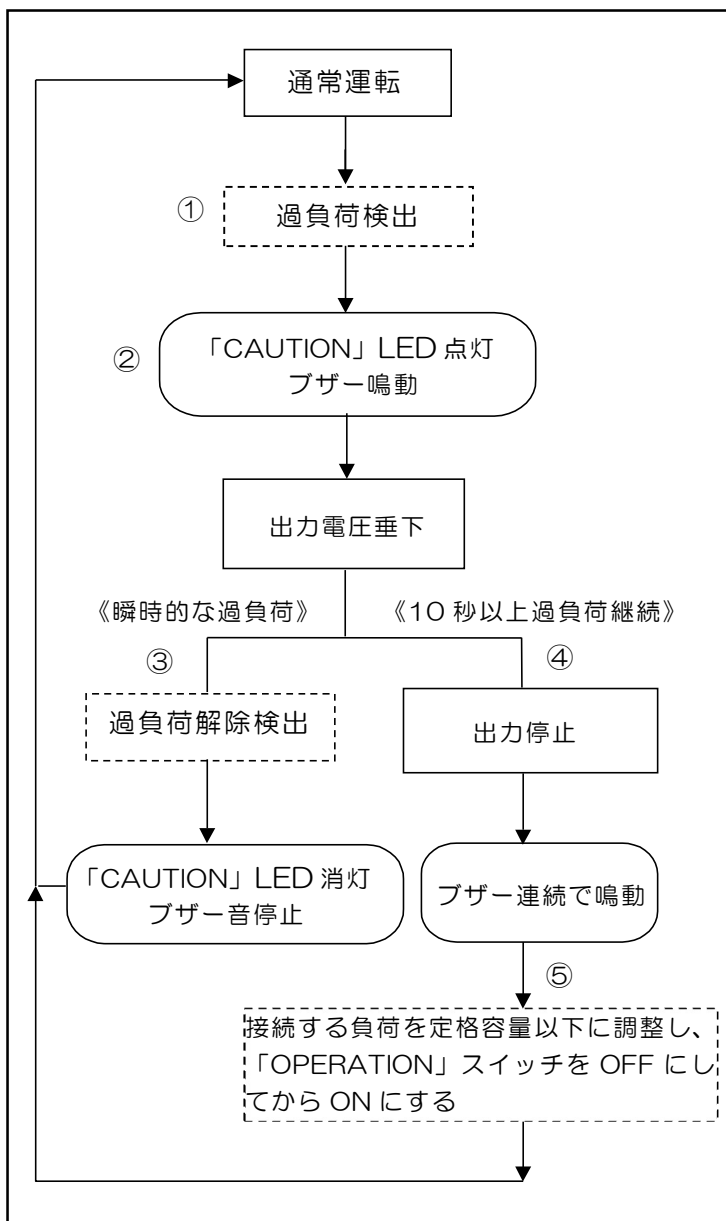 通常運転
①
過負荷検出
②
「CAUTION」LED 点灯
ブザー鳴動
出力電圧垂下
《瞬時的な過負荷》
《10 秒以上過負荷継続》
③
④
過負荷解除検出
出力停止
「CAUTION」LED 消灯
ブザー音停止
ブザー連続で鳴動
⑤
接続する負荷を定格容量以下に調整し、
「OPERATION」スイッチを OFF にし
てから ON にする